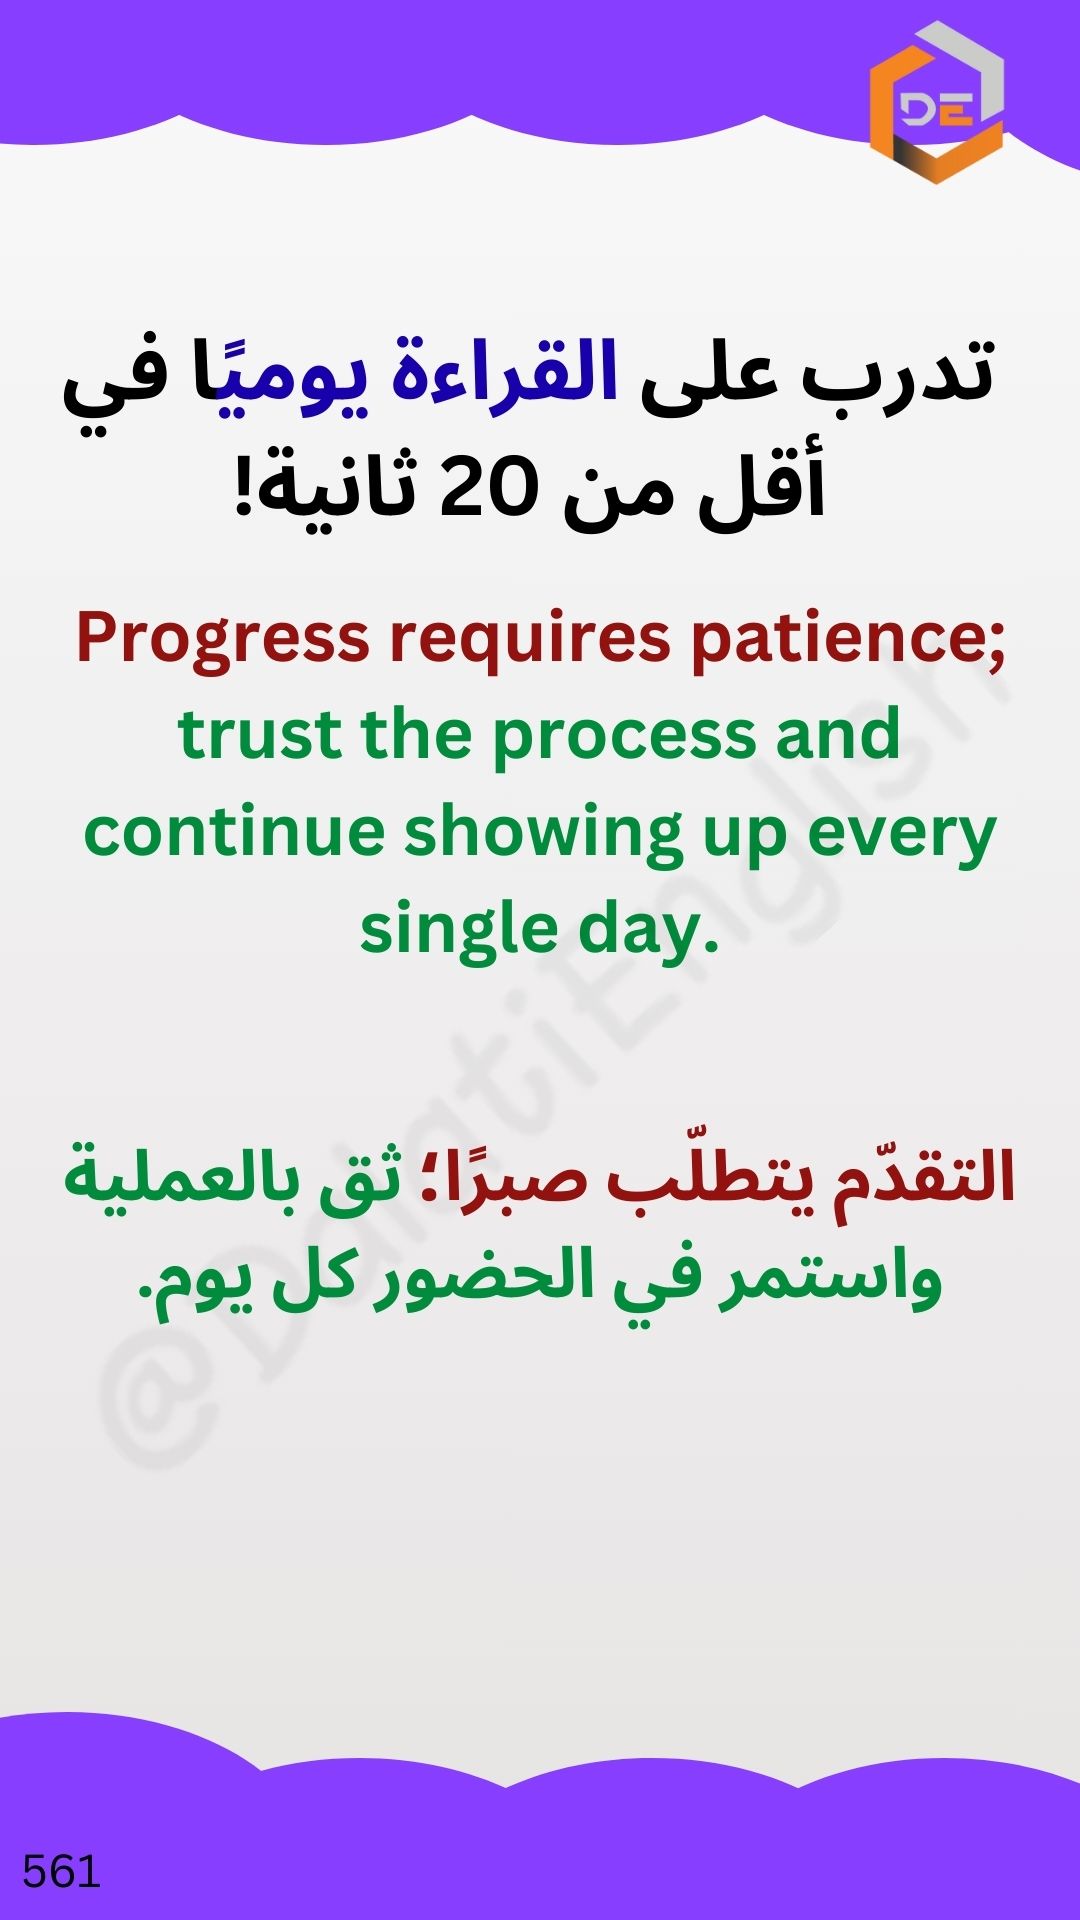 DE
تدرب على القراءة يوميًا في
أقل من 20 ثانية!
Progress requires patience;
trust the process and
continue showing up every
single day.
التقدّم يتطلّب صبرًا؛ ثق بالعملية
واستمر في الحضور كل يوم.
@DalatiEnglish
561